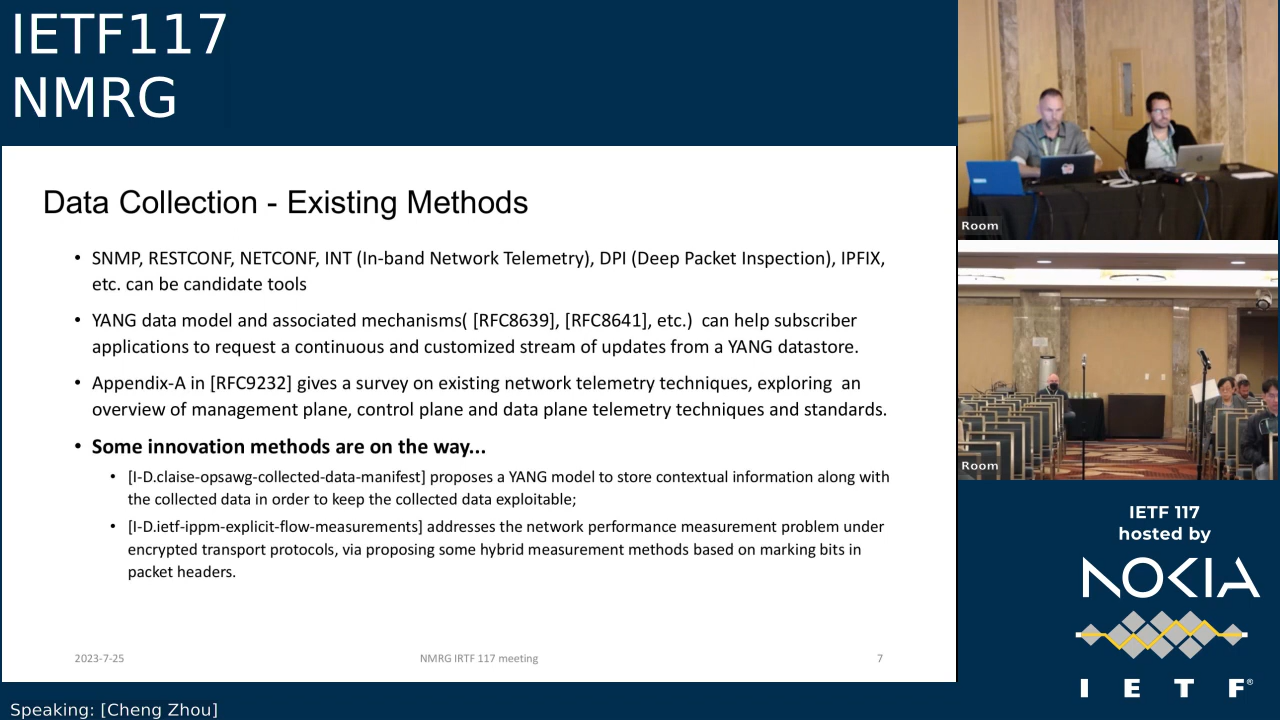 IETF117
NMRG
Data Collection - Existing Methods
• SNMP, RESTCONF, NETCONF, INT (In-band Network Telemetry), DPI (Deep Packet Inspection), IPFIX,
etc. can be candidate tools
• YANG data model and associated mechanisms( [RFC8639], [RFC8641], etc.)  can help subscriber
applications to request a continuous and customized stream of updates from a YANG datastore.
• Appendix-A in [RFC9232] gives a survey on existing network telemetry techniques, exploring  an
overview of management plane, control plane and data plane telemetry techniques and standards.
• Some innovation methods are on the way...
• [I-D.claise-opsawg-collected-data-manifest] proposes a YANG model to store contextual information along with
the collected data in order to keep the collected data exploitable;
• [I-D.ietf-ippm-explicit-flow-measurements] addresses the network performance measurement problem under
encrypted transport protocols, via proposing some hybrid measurement methods based on marking bits in
packet headers.
2023-7-25
NMRG IRTF 117 meeting
7
Room
Room
IETF 117
hosted by
NOKIA
I E T F®
Speaking: [Cheng Zhou]